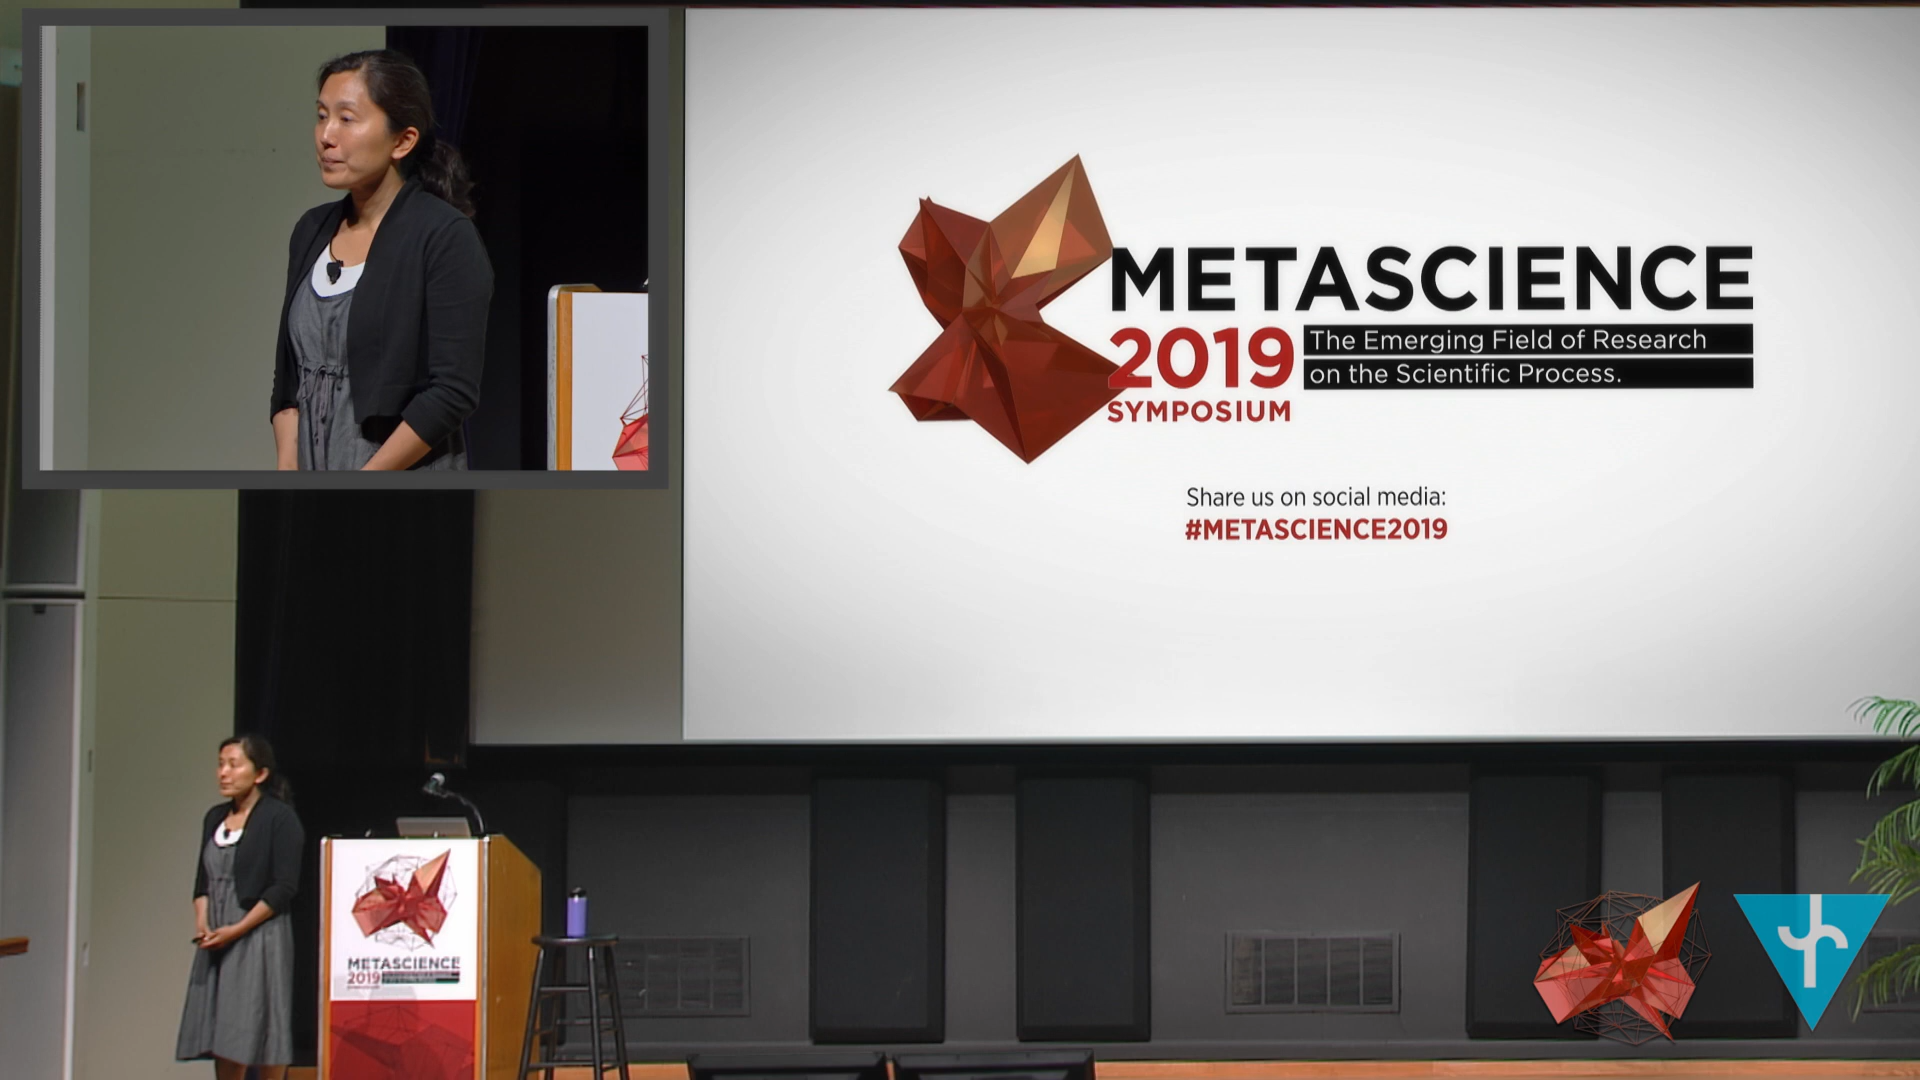 METASCIENCE
2019 The Emerging Field of Research
on the Scientific Process.
SYMPOSIUM
Share us on social media:
#METASCIENCE2019
METASCIENCE
2019